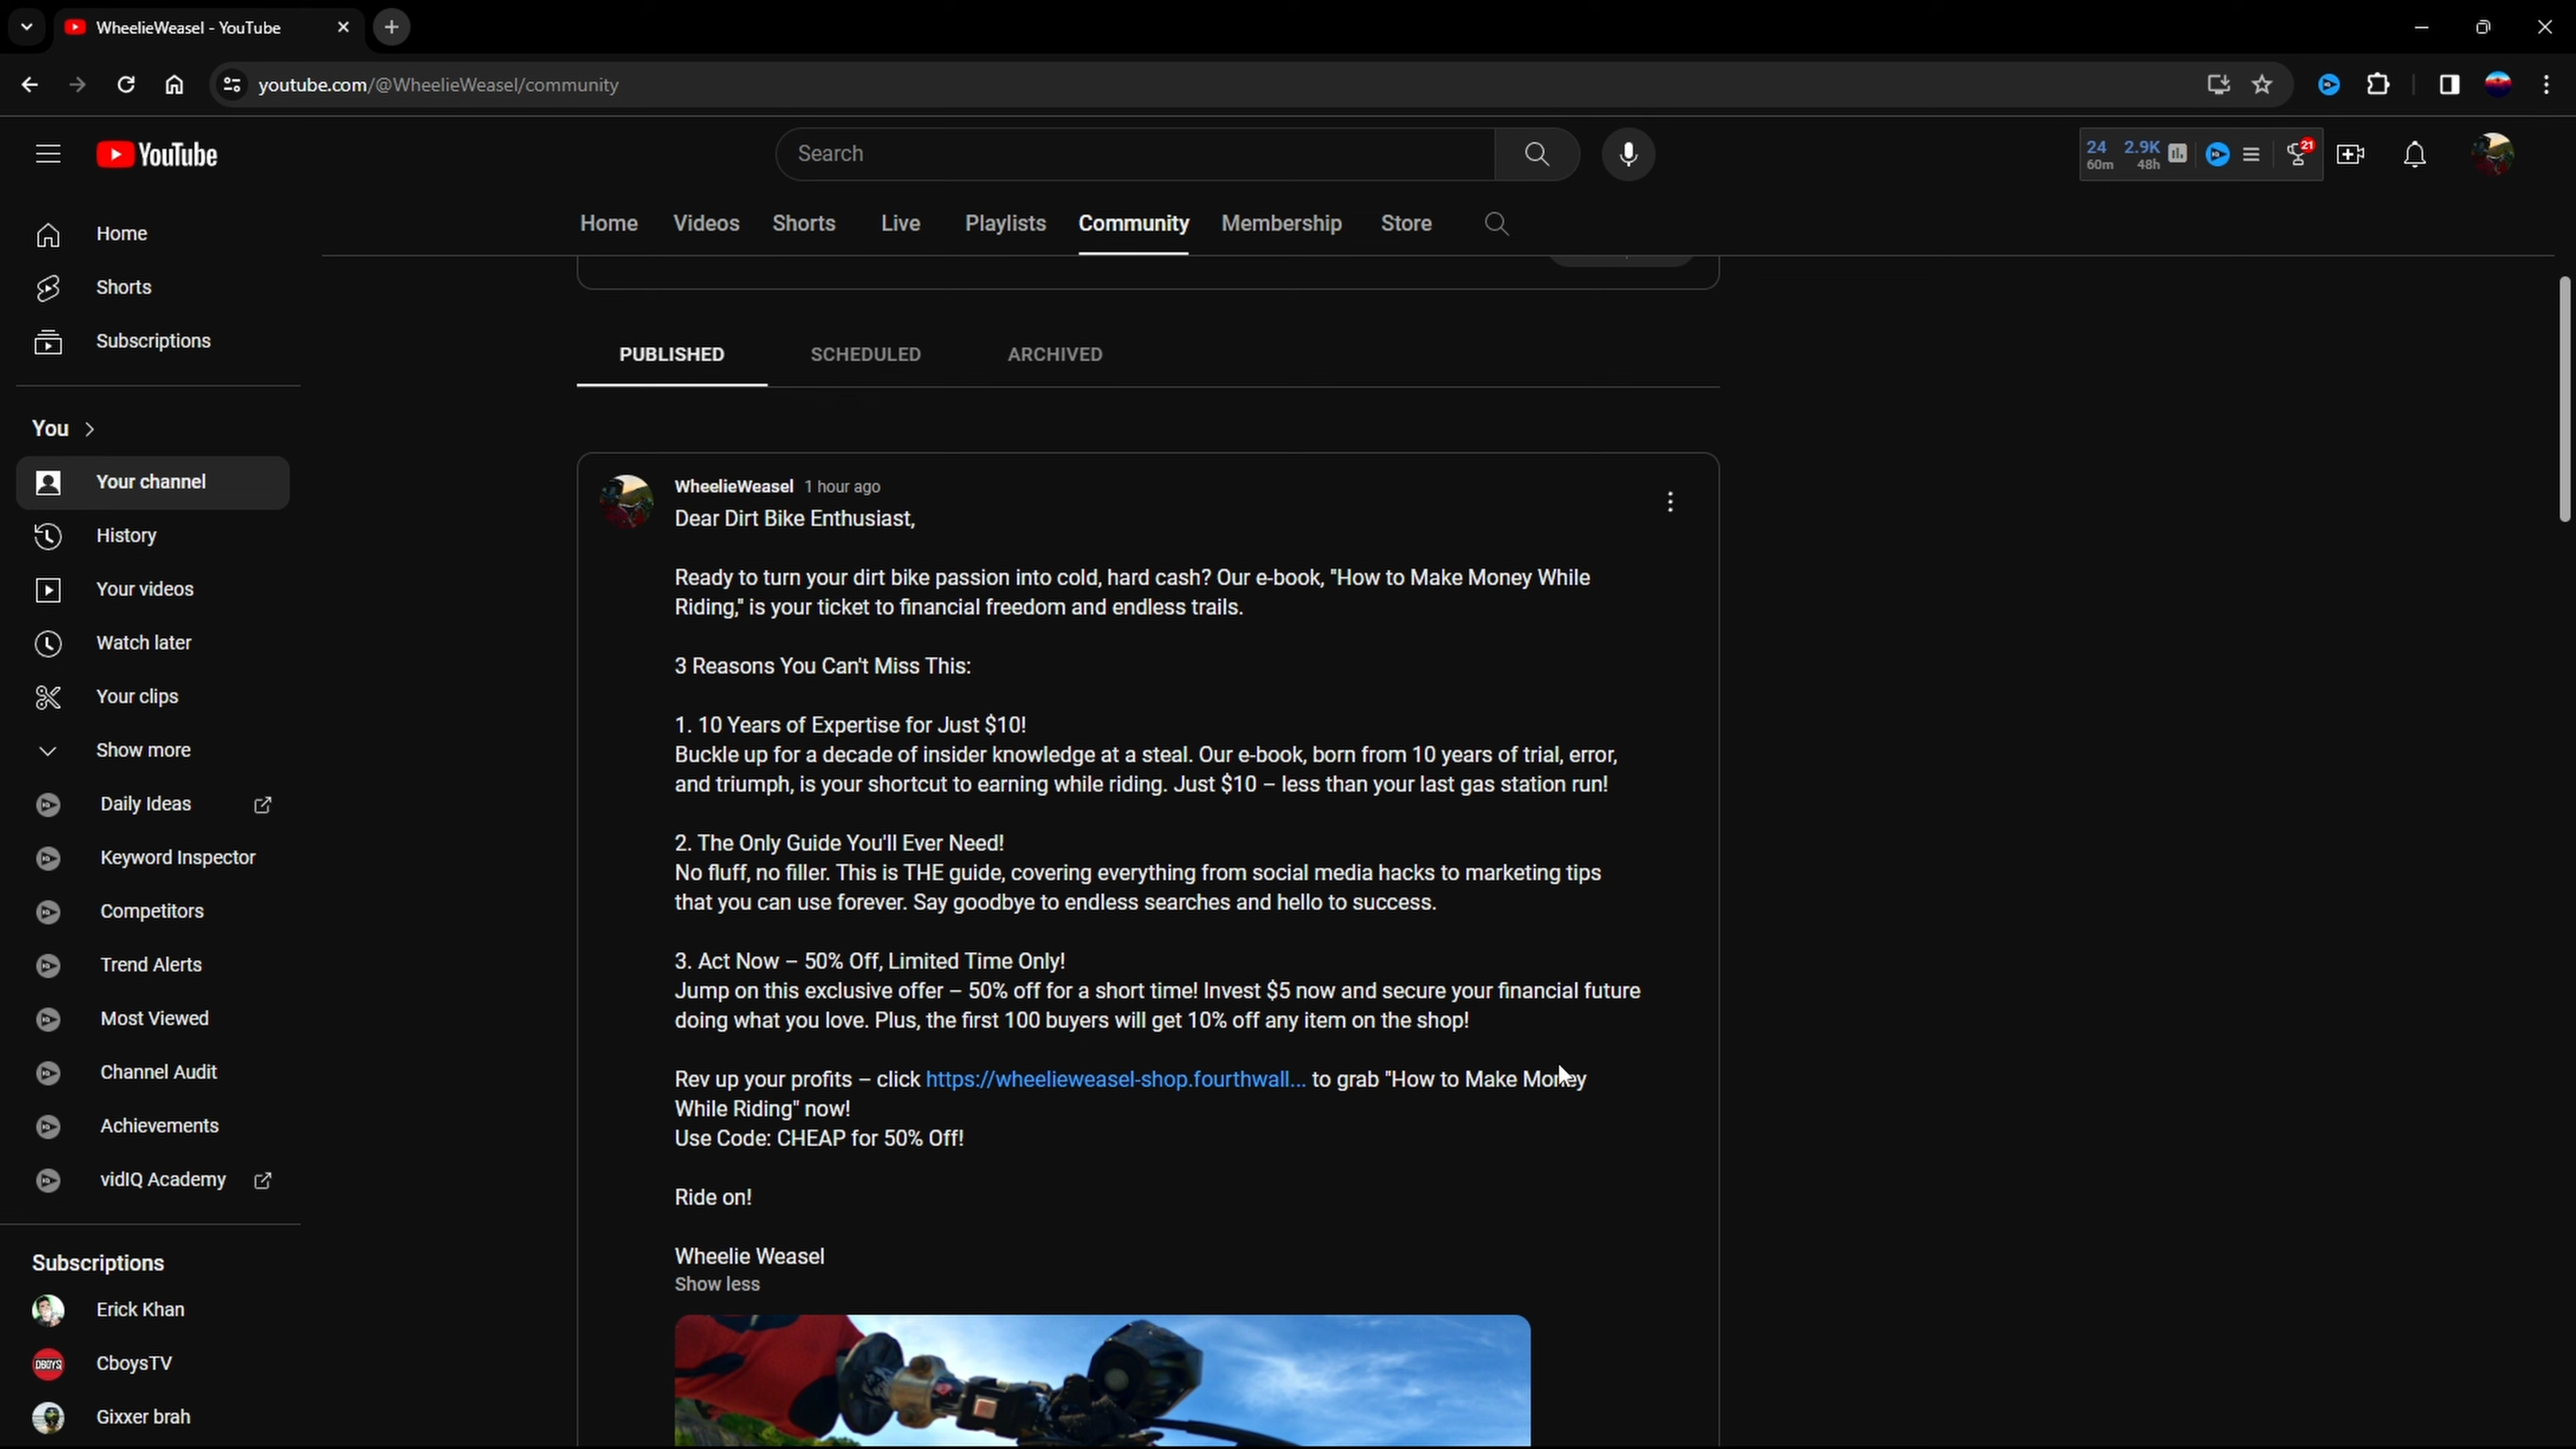 WheelieWeasel - YouTube
youtube.com/@WheelieWeasel/community
YouTube
Search
24 2.9K
60m 48h
21
Home Videos Shorts Live Playlists Community Membership Store
Home
Shorts
Subscriptions
You
Your channel
History
Your videos
Watch later
Your clips
Show more
Daily Ideas
Keyword Inspector
Competitors
Trend Alerts
Most Viewed
Channel Audit
Achievements
vidIQ Academy
Subscriptions
Erick Khan
CboysTV
Gixxer brah
PUBLISHED SCHEDULED ARCHIVED
WheelieWeasel 1 hour ago
Dear Dirt Bike Enthusiast,
Ready to turn your dirt bike passion into cold, hard cash? Our e-book, "How to Make Money While
Riding," is your ticket to financial freedom and endless trails.
3 Reasons You Can't Miss This:
1. 10 Years of Expertise for Just $10!
Buckle up for a decade of insider knowledge at a steal. Our e-book, born from 10 years of trial, error,
and triumph, is your shortcut to earning while riding. Just $10 – less than your last gas station run!
2. The Only Guide You'll Ever Need!
No fluff, no filler. This is THE guide, covering everything from social media hacks to marketing tips
that you can use forever. Say goodbye to endless searches and hello to success.
3. Act Now – 50% Off, Limited Time Only!
Jump on this exclusive offer – 50% off for a short time! Invest $5 now and secure your financial future
doing what you love. Plus, the first 100 buyers will get 10% off any item on the shop!
Rev up your profits – click https://wheelieweasel-shop.fourthwall... to grab "How to Make Money
While Riding" now!
Use Code: CHEAP for 50% Off!
Ride on!
Wheelie Weasel
Show less